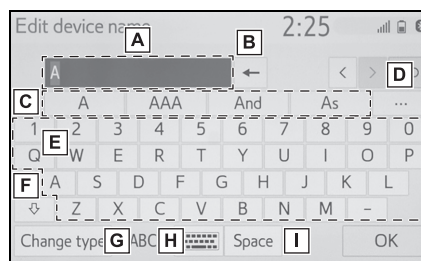 Edit device name 2:25
A
B
A ← < > D
C A AAA And As ...
1 2 3 4 5 6 7 8 9 0
E
Q W E R T Y U I O P
F A S D F G H J K L
Z X C V B N M -
Change type G ABC H Space I OK